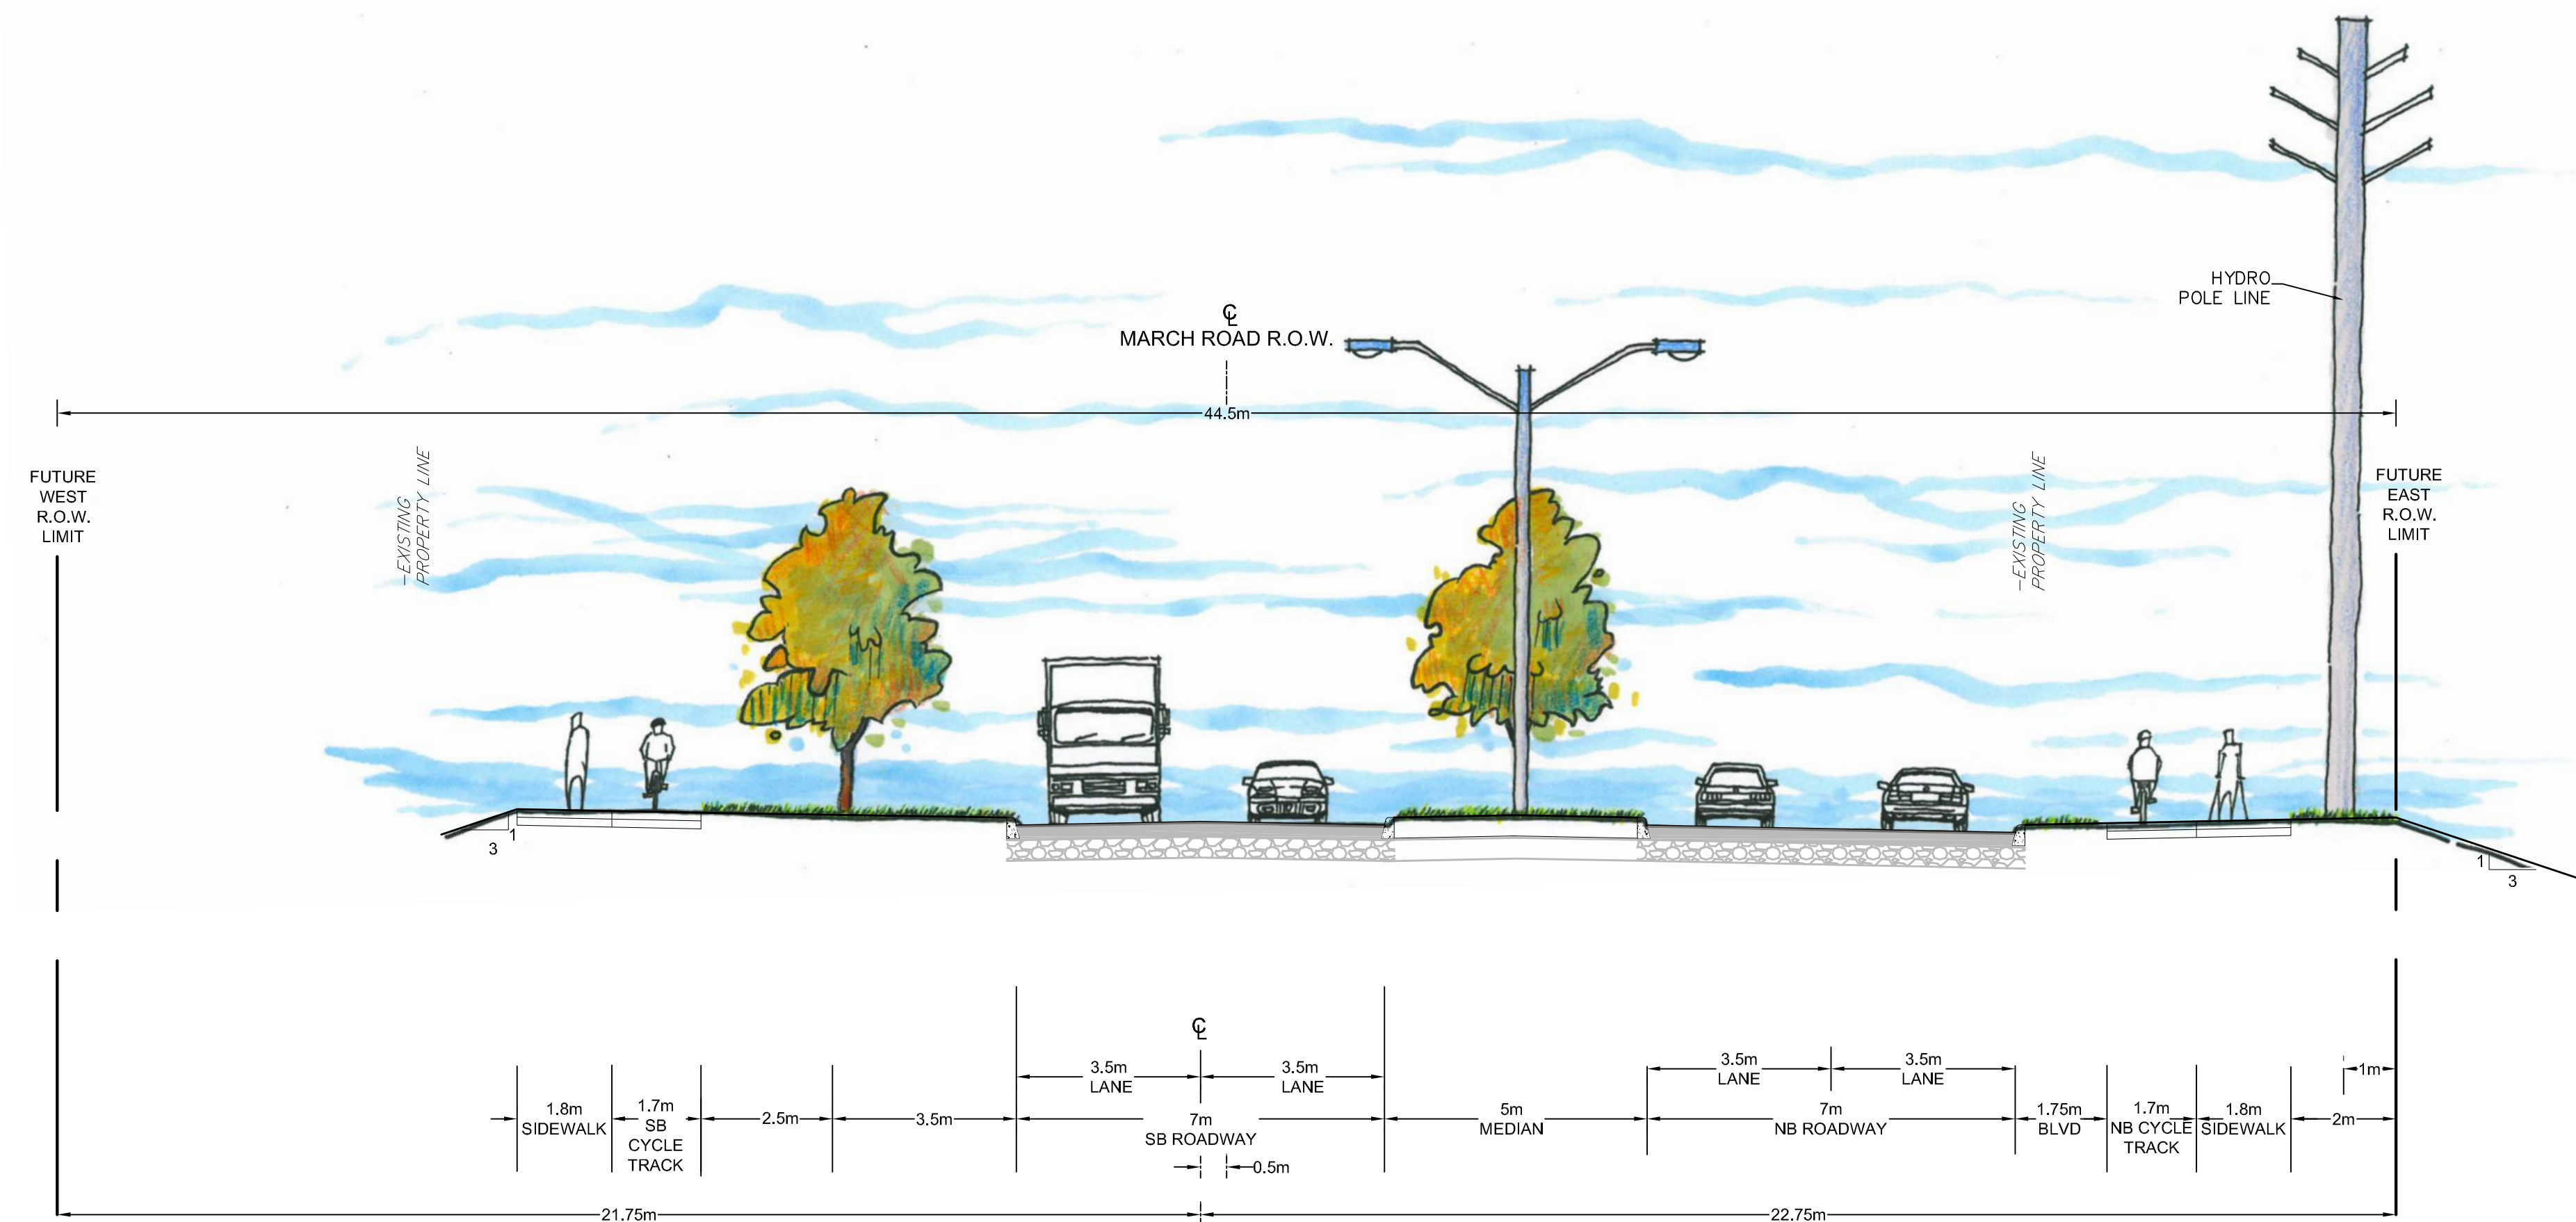 HYDRO
POLE LINE
℄
MARCH ROAD R.O.W.
44.5m
FUTURE
WEST
R.O.W.
LIMIT
EXISTING
PROPERTY LINE
EXISTING
PROPERTY LINE
FUTURE
EAST
R.O.W.
LIMIT
1
3
1
3
℄
3.5m
LANE
3.5m
LANE
3.5m
LANE
3.5m
LANE
1m
1.8m
SIDEWALK
1.7m
SB
CYCLE
TRACK
2.5m
3.5m
7m
SB ROADWAY
5m
MEDIAN
7m
NB ROADWAY
1.75m
BLVD
1.7m
NB CYCLE
TRACK
1.8m
SIDEWALK
2m
0.5m
21.75m
22.75m